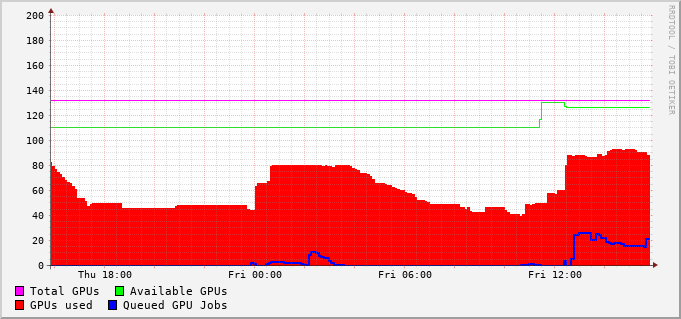 200
180
160
140
120
100
80
60
40
20
0
Thu 18:00 Fri 00:00 Fri 06:00 Fri 12:00
Total GPUs Available GPUs
GPUs used Queued GPU Jobs
RRDTOOL / TOBI OETIKER